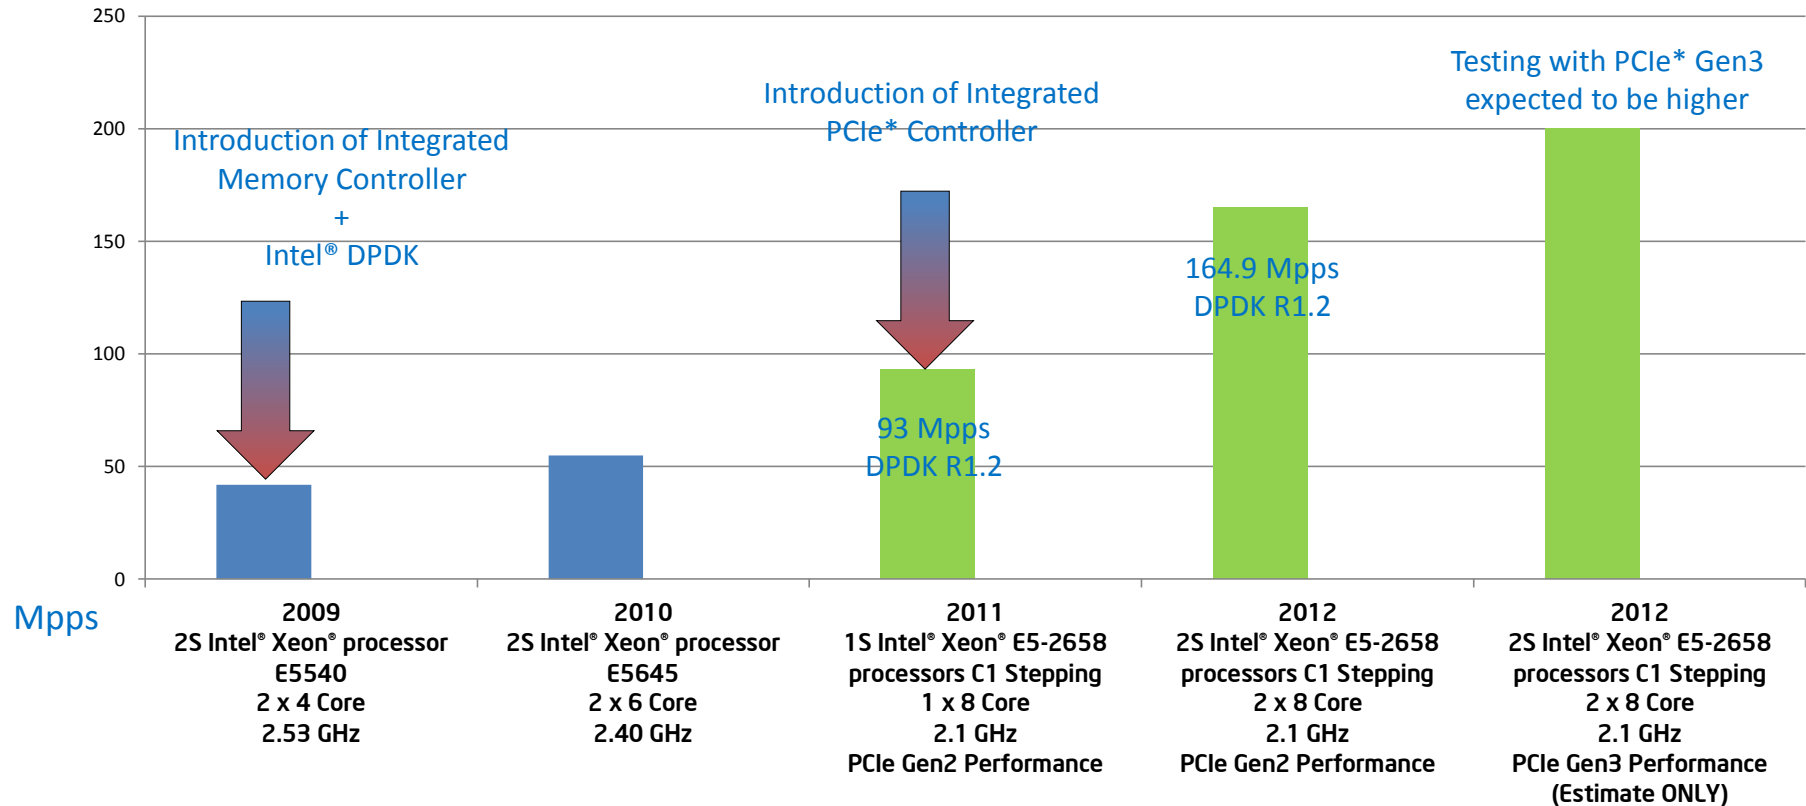 250
200
150
100
50
0
Mpps
Introduction of Integrated
Memory Controller
+
Intel® DPDK
Introduction of Integrated
PCIe* Controller
Testing with PCIe* Gen3
expected to be higher
93 Mpps
DPDK R1.2
164.9 Mpps
DPDK R1.2
2009
2S Intel® Xeon® processor
E5540
2 x 4 Core
2.53 GHz
2010
2S Intel® Xeon® processor
E5645
2 x 6 Core
2.40 GHz
2011
1S Intel® Xeon® E5-2658
processors C1 Stepping
1 x 8 Core
2.1 GHz
PCIe Gen2 Performance
2012
2S Intel® Xeon® E5-2658
processors C1 Stepping
2 x 8 Core
2.1 GHz
PCIe Gen2 Performance
2012
2S Intel® Xeon® E5-2658
processors C1 Stepping
2 x 8 Core
2.1 GHz
PCIe Gen3 Performance
(Estimate ONLY)